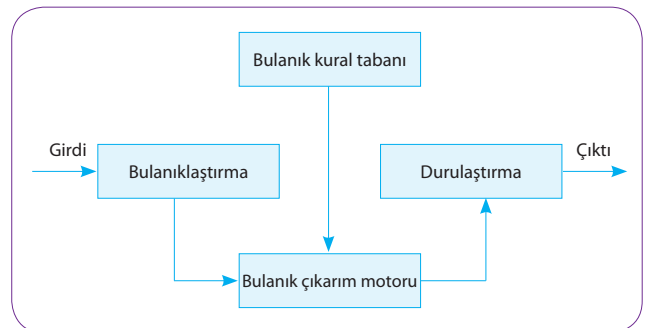 Bulanık kural tabanı
Girdi
Bulanıklaştırma
Durulaştırma
Çıktı
Bulanık çıkarım motoru